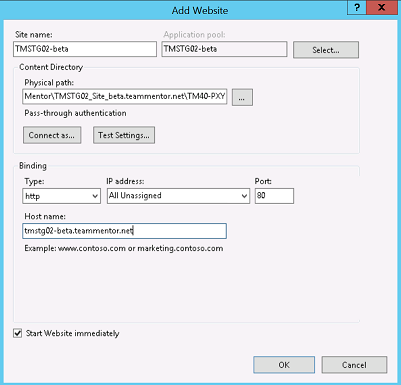 Add Website
? X
Site name: Application pool:
TMSTG02-beta TMSTG02-beta Select...
Content Directory
Physical path:
Mentor\TMSTG02_Site_beta.teammentor.net\TM40-PXY ...
Pass-through authentication
Connect as... Test Settings...
Binding
Type: IP address: Port:
http All Unassigned 80
Host name:
tmstg02-beta.teammentor.net
Example: www.contoso.com or marketing.contoso.com
Start Website immediately
OK Cancel